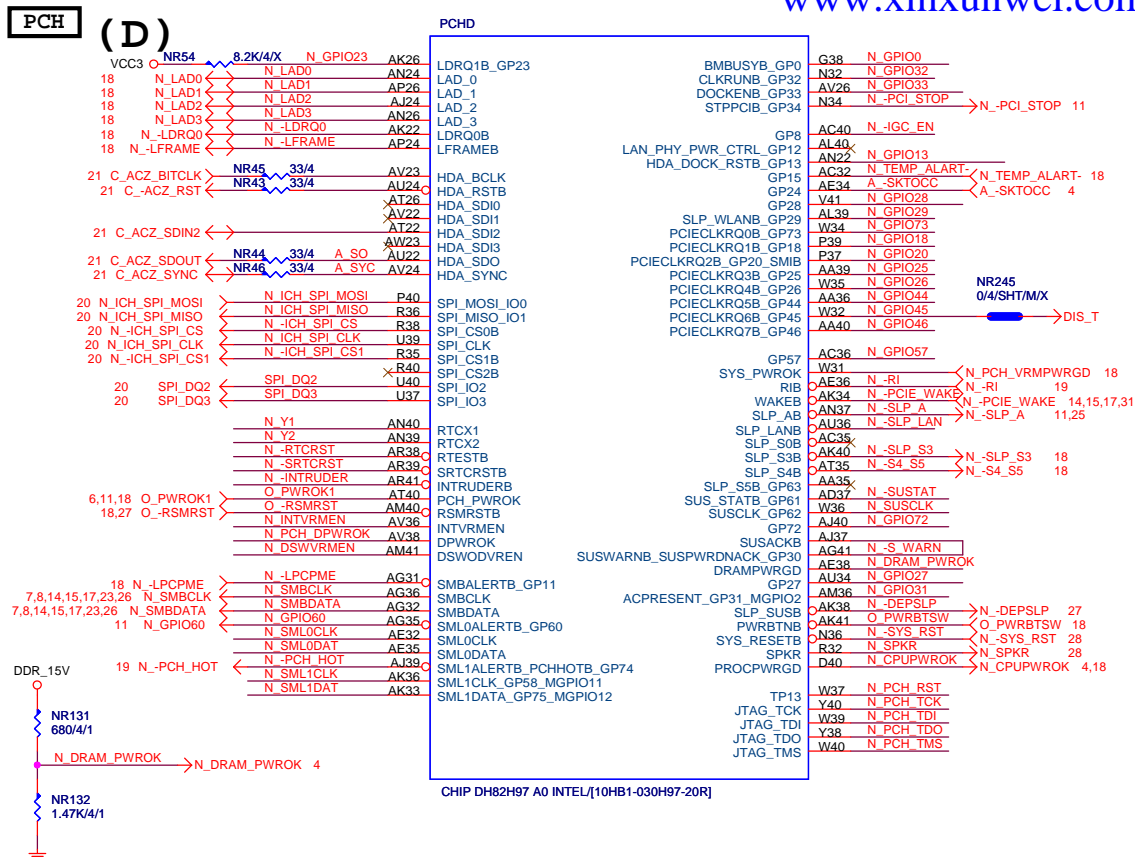 www.xinxunwei.com
PCH
(D)
PCHD
VCC3 NR54 8.2K/4/X N_GPIO23 AK26 LDRQ1B_GP23
18 N_LAD0 N_LAD0 AN24 LAD_0
18 N_LAD1 N_LAD1 AP26 LAD_1
18 N_LAD2 N_LAD2 AJ24 LAD_2
18 N_LAD3 N_LAD3 AN26 LAD_3
18 N_-LDRQ0 N_-LDRQ0 AK22 LDRQ0B
18 N_-LFRAME N_-LFRAME AP24 LFRAMEB
21 C_ACZ_BITCLK NR45 33/4 AV23 HDA_BCLK
21 C_-ACZ_RST NR43 33/4 AU24 HDA_RSTB
AT26 HDA_SDI0
AV22 HDA_SDI1
21 C_ACZ_SDIN2 AT22 HDA_SDI2
AW23 HDA_SDI3
21 C_ACZ_SDOUT NR44 33/4 A_SO AU22 HDA_SDO
21 C_ACZ_SYNC NR46 33/4 A_SYC AV24 HDA_SYNC
20 N_ICH_SPI_MOSI N_ICH_SPI_MOSI P40 SPI_MOSI_IO0
20 N_ICH_SPI_MISO N_ICH_SPI_MISO R36 SPI_MISO_IO1
20 N_-ICH_SPI_CS N_-ICH_SPI_CS R38 SPI_CS0B
20 N_ICH_SPI_CLK N_ICH_SPI_CLK U39 SPI_CLK
20 N_-ICH_SPI_CS1 N_-ICH_SPI_CS1 R35 SPI_CS1B
R40 SPI_CS2B
20 SPI_DQ2 SPI_DQ2 U40 SPI_IO2
20 SPI_DQ3 SPI_DQ3 U37 SPI_IO3
N_Y1 AN40 RTCX1
N_Y2 AN39 RTCX2
N_-RTCRST AR38 RTESTB
N_-SRTCRST AR39 SRTCRSTB
N_-INTRUDER AR41 INTRUDERB
6,11,18 O_PWROK1 O_PWROK1 AT40 PCH_PWROK
18,27 O_-RSMRST O_-RSMRST AM40 RSMRSTB
N_INTVRMEN AV36 INTVRMEN
N_PCH_DPWROK AV38 DPWROK
N_DSWVRMEN AM41 DSWODVREN
18 N_-LPCPME N_-LPCPME AG31 SMBALERTB_GP11
7,8,14,15,17,23,26 N_SMBCLK N_SMBCLK AG36 SMBCLK
7,8,14,15,17,23,26 N_SMBDATA N_SMBDATA AG32 SMBDATA
11 N_GPIO60 N_GPIO60 AG35 SML0ALERTB_GP60
N_SML0CLK AE32 SML0CLK
N_SML0DAT AE35 SML0DATA
19 N_-PCH_HOT N_-PCH_HOT AJ39 SML1ALERTB_PCHHOTB_GP74
N_SML1CLK AK36 SML1CLK_GP58_MGPIO11
N_SML1DAT AK33 SML1DATA_GP75_MGPIO12
BMBUSYB_GP0 G38 N_GPIO0
CLKRUNB_GP32 N32 N_GPIO32
DOCKENB_GP33 AV26 N_GPIO33
STPPCIB_GP34 N34 N_-PCI_STOP N_-PCI_STOP 11
GP8 AC40 N_-IGC_EN
LAN_PHY_PWR_CTRL_GP12 AL40
HDA_DOCK_RSTB_GP13 AN22 N_GPIO13
GP15 AC32 N_TEMP_ALART- N_TEMP_ALART- 18
GP24 AE34 A_-SKTOCC A_-SKTOCC 4
GP28 V41 N_GPIO28
SLP_WLANB_GP29 AL39 N_GPIO29
PCIECLKRQ0B_GP73 W34 N_GPIO73
PCIECLKRQ1B_GP18 P39 N_GPIO18
PCIECLKRQ2B_GP20_SMIB P37 N_GPIO20
PCIECLKRQ3B_GP25 AA39 N_GPIO25
PCIECLKRQ4B_GP26 W35 N_GPIO26
PCIECLKRQ5B_GP44 AA36 N_GPIO44
PCIECLKRQ6B_GP45 W32 N_GPIO45 NR245 0/4/SHT/M/X DIS_T
PCIECLKRQ7B_GP46 AA40 N_GPIO46
GP57 AC36 N_GPIO57
SYS_PWROK W31 N_PCH_VRMPWRGD 18
RIB AE36 N_-RI N_-RI 19
WAKEB AK34 N_-PCIE_WAKE N_-PCIE_WAKE 14,15,17,31
SLP_AB AN37 N_-SLP_A N_-SLP_A 11,25
SLP_LANB AU36 N_-SLP_LAN
SLP_S0B AC35
SLP_S3B AK40 N_-SLP_S3 N_-SLP_S3 18
SLP_S4B AT35 N_-S4_S5 N_-S4_S5 18
SLP_S5B_GP63 AA35
SUS_STATB_GP61 AD37 N_-SUSTAT
SUSCLK_GP62 W36 N_SUSCLK
GP72 AJ40 N_GPIO72
SUSACKB AJ37
SUSWARNB_SUSPWRDNACK_GP30 AG41 N_-S_WARN
DRAMPWRGD AE38 N_DRAM_PWROK
GP27 AU34 N_GPIO27
ACPRESENT_GP31_MGPIO2 AM36 N_GPIO31
SLP_SUSB AK38 N_-DEPSLP N_-DEPSLP 27
PWRBTNB AK41 O_PWRBTSW O_PWRBTSW 18
SYS_RESETB N36 N_-SYS_RST N_-SYS_RST 28
SPKR R32 N_SPKR N_SPKR 28
PROCPWRGD D40 N_CPUPWROK N_CPUPWROK 4,18
TP13 W37 N_PCH_RST
JTAG_TCK Y40 N_PCH_TCK
JTAG_TDI W39 N_PCH_TDI
JTAG_TDO Y38 N_PCH_TDO
JTAG_TMS W40 N_PCH_TMS
DDR_15V
NR131
680/4/1
N_DRAM_PWROK N_DRAM_PWROK 4
NR132
1.47K/4/1
CHIP DH82H97 A0 INTEL/[10HB1-030H97-20R]